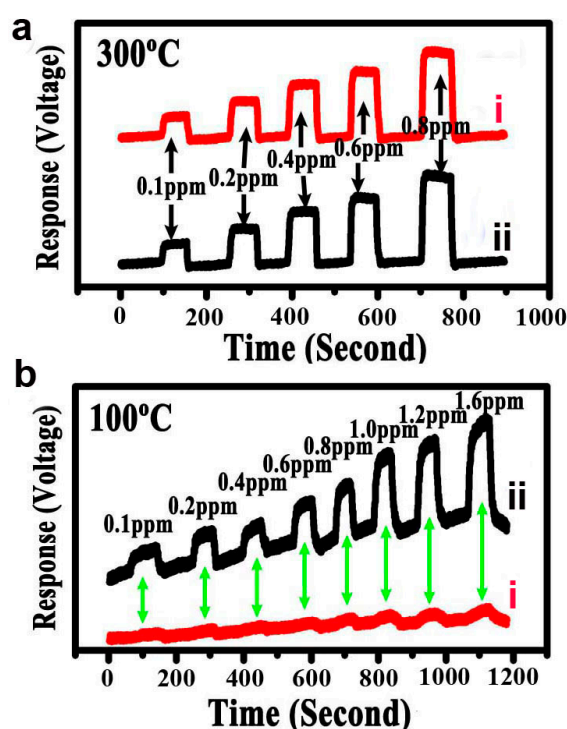 a
300°C
i
0.1ppm
0.2ppm
0.4ppm
0.6ppm
0.8ppm
ii
Response (Voltage)
0 200 400 600 800 1000
Time (Second)
b
100°C
0.1ppm
0.2ppm
0.4ppm
0.6ppm
0.8ppm
1.0ppm
1.2ppm
1.6ppm
ii
i
Response (Voltage)
0 200 400 600 800 1000 1200
Time (Second)